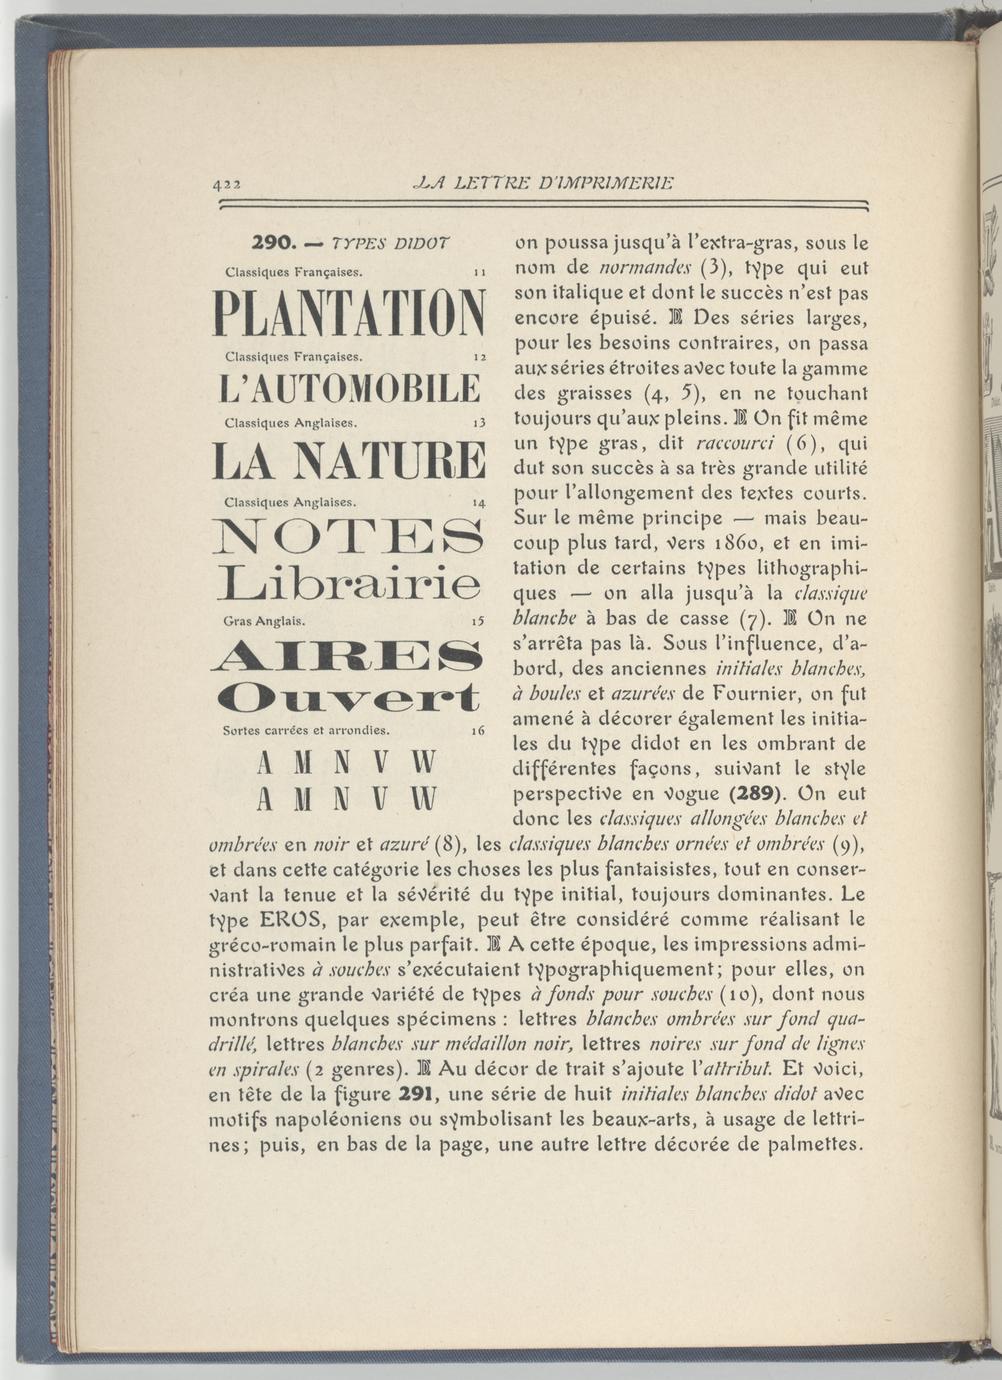 422
LA LETTRE D'IMPRIMERIE
290. — TYPES DIDOT
Classiques Françaises. 11
PLANTATION
Classiques Françaises. 12
L'AUTOMOBILE
Classiques Anglaises. 13
LA NATURE
Classiques Anglaises. 14
NOTES
Librairie
Gras Anglais. 15
AIRES
Ouvert
Sortes carrées et arrondies. 16
A M N V W
A M N V W
on poussa jusqu'à l'extra-gras, sous le
nom de normandes (3), type qui eut
son italique et dont le succès n'est pas
encore épuisé. Des séries larges,
pour les besoins contraires, on passa
aux séries étroites avec toute la gamme
des graisses (4, 5), en ne touchant
toujours qu'aux pleins. On fit même
un type gras, dit raccourci (6), qui
dut son succès à sa très grande utilité
pour l'allongement des textes courts.
Sur le même principe — mais beau-
coup plus tard, vers 1860, et en imi-
tation de certains types lithographi-
ques — on alla jusqu'à la classique
blanche à bas de casse (7). On ne
s'arrêta pas là. Sous l'influence, d'a-
bord, des anciennes initiales blanches,
à boules et azurées de Fournier, on fut
amené à décorer également les initia-
les du type didot en les ombrant de
différentes façons, suivant le style
perspective en vogue (289). On eut
donc les classiques allongées blanches et
ombrées en noir et azuré (8), les classiques blanches ornées et ombrées (9),
et dans cette catégorie les choses les plus fantaisistes, tout en conser-
vant la tenue et la sévérité du type initial, toujours dominantes. Le
type EROS, par exemple, peut être considéré comme réalisant le
gréco-romain le plus parfait. A cette époque, les impressions admi-
nistratives à souches s'exécutaient typographiquement; pour elles, on
créa une grande variété de types à fonds pour souches (10), dont nous
montrons quelques spécimens : lettres blanches ombrées sur fond qua-
drillé, lettres blanches sur médaillon noir, lettres noires sur fond de lignes
en spirales (2 genres). Au décor de trait s'ajoute l'attribut. Et voici,
en tête de la figure 291, une série de huit initiales blanches didot avec
motifs napoléoniens ou symbolisant les beaux-arts, à usage de lettri-
nes; puis, en bas de la page, une autre lettre décorée de palmettes.